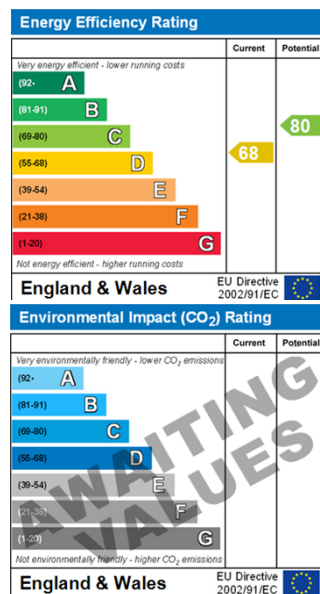 Energy Efficiency Rating
Current Potential
Very energy efficient - lower running costs
(92- A
(81-91) B
(69-80) C
(55-68) D
(39-54) E
(21-38) F
(1-20) G
68
80
Not energy efficient - higher running costs
England & Wales
EU Directive
2002/91/EC
Environmental Impact (CO2) Rating
Current Potential
Very environmentally friendly - lower CO2 emissions
(92- A
(81-91) B
(69-80) C
(55-68) D
(39-54) E
(21-38) F
(1-20) G
AWAITING
VALUES
Not environmentally friendly - higher CO2 emissions
England & Wales
EU Directive
2002/91/EC